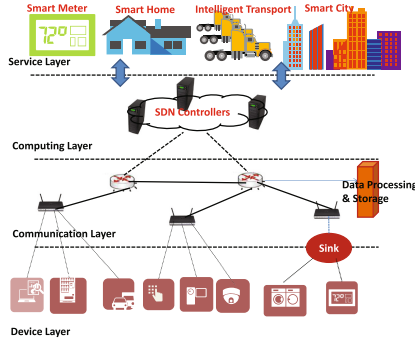 Smart Meter
Smart Home
Intelligent Transport
Smart City
72°
Service Layer
SDN Controllers
Computing Layer
Data Processing
& Storage
Communication Layer
Sink
72°
Device Layer